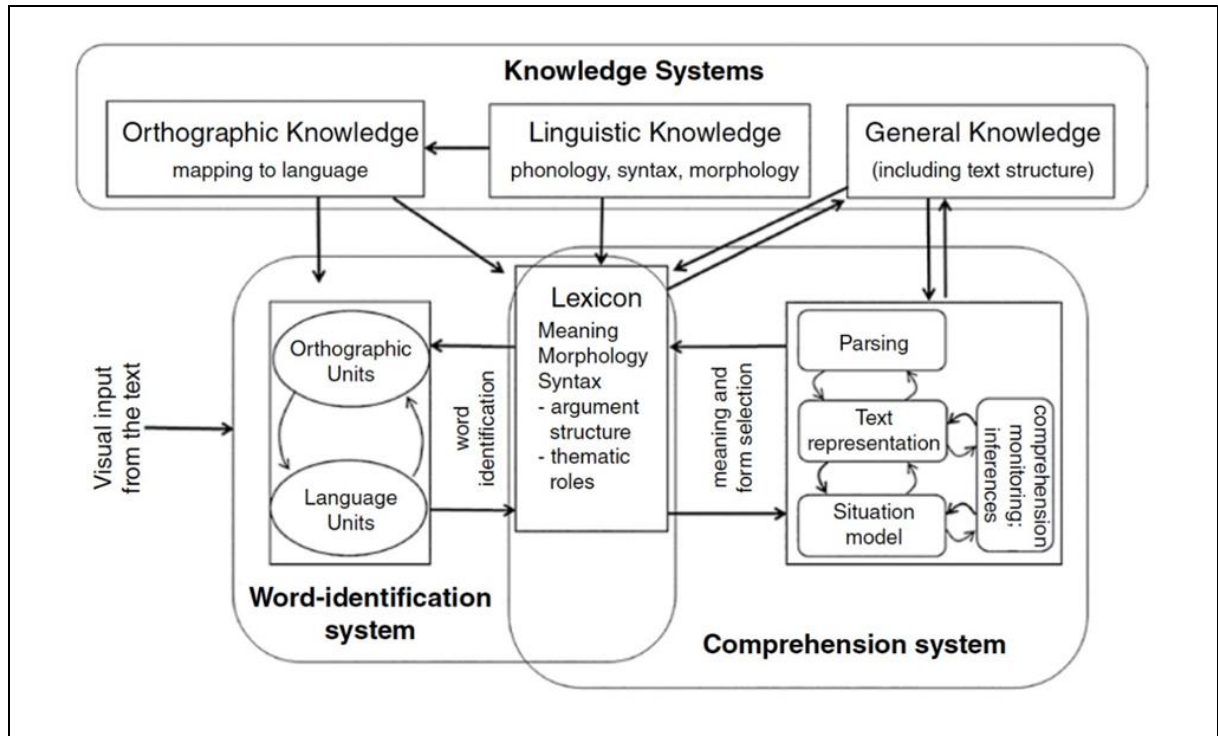 Knowledge Systems
Orthographic Knowledge
mapping to language
Linguistic Knowledge
phonology, syntax, morphology
General Knowledge
(including text structure)
Visual input
from the text
Orthographic
Units
Language
Units
word
identification
Lexicon
Meaning
Morphology
Syntax
- argument
structure
- thematic
roles
meaning and
form selection
Parsing
Text
representation
Situation
model
comprehension
monitoring;
inferences
Word-identification
system
Comprehension system